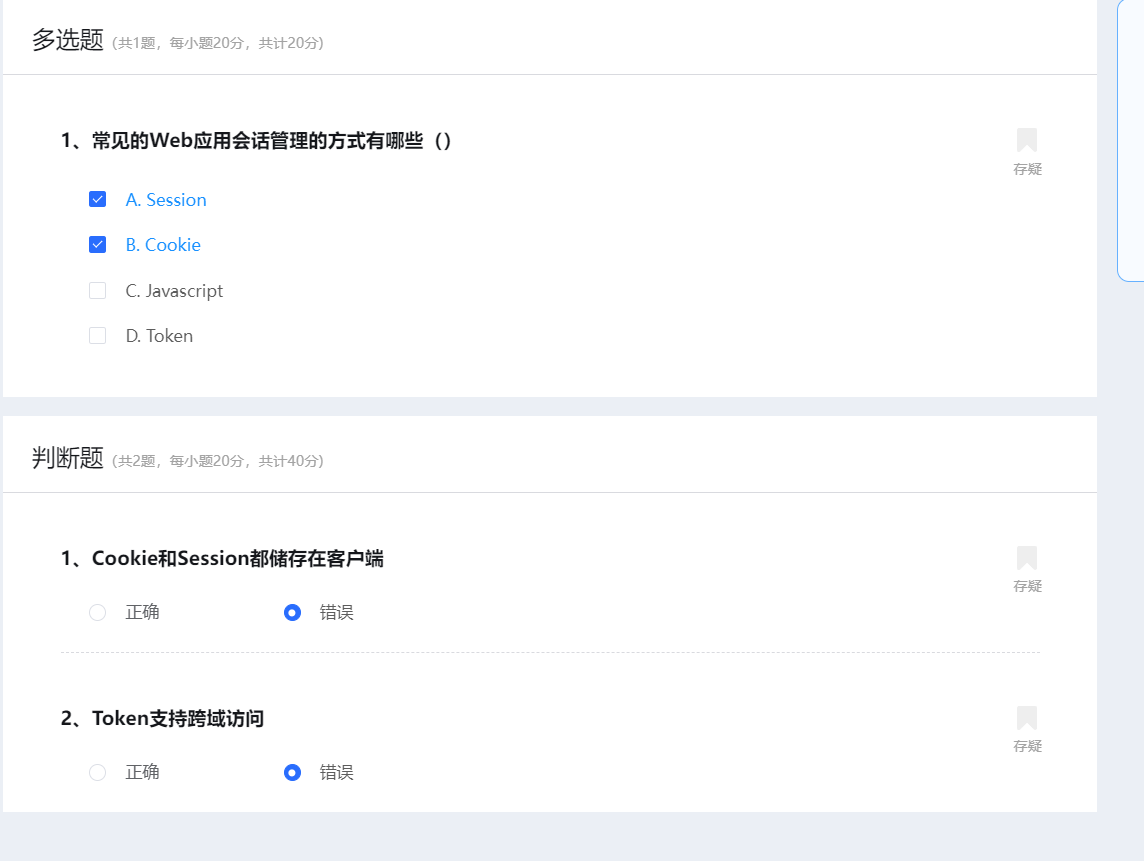 多选题 (共1题，每小题20分，共计20分)
1、常见的Web应用会话管理的方式有哪些（）
存疑
A. Session
B. Cookie
C. Javascript
D. Token
判断题 (共2题，每小题20分，共计40分)
1、Cookie和Session都储存在客户端
存疑
正确 错误
2、Token支持跨域访问
存疑
正确 错误